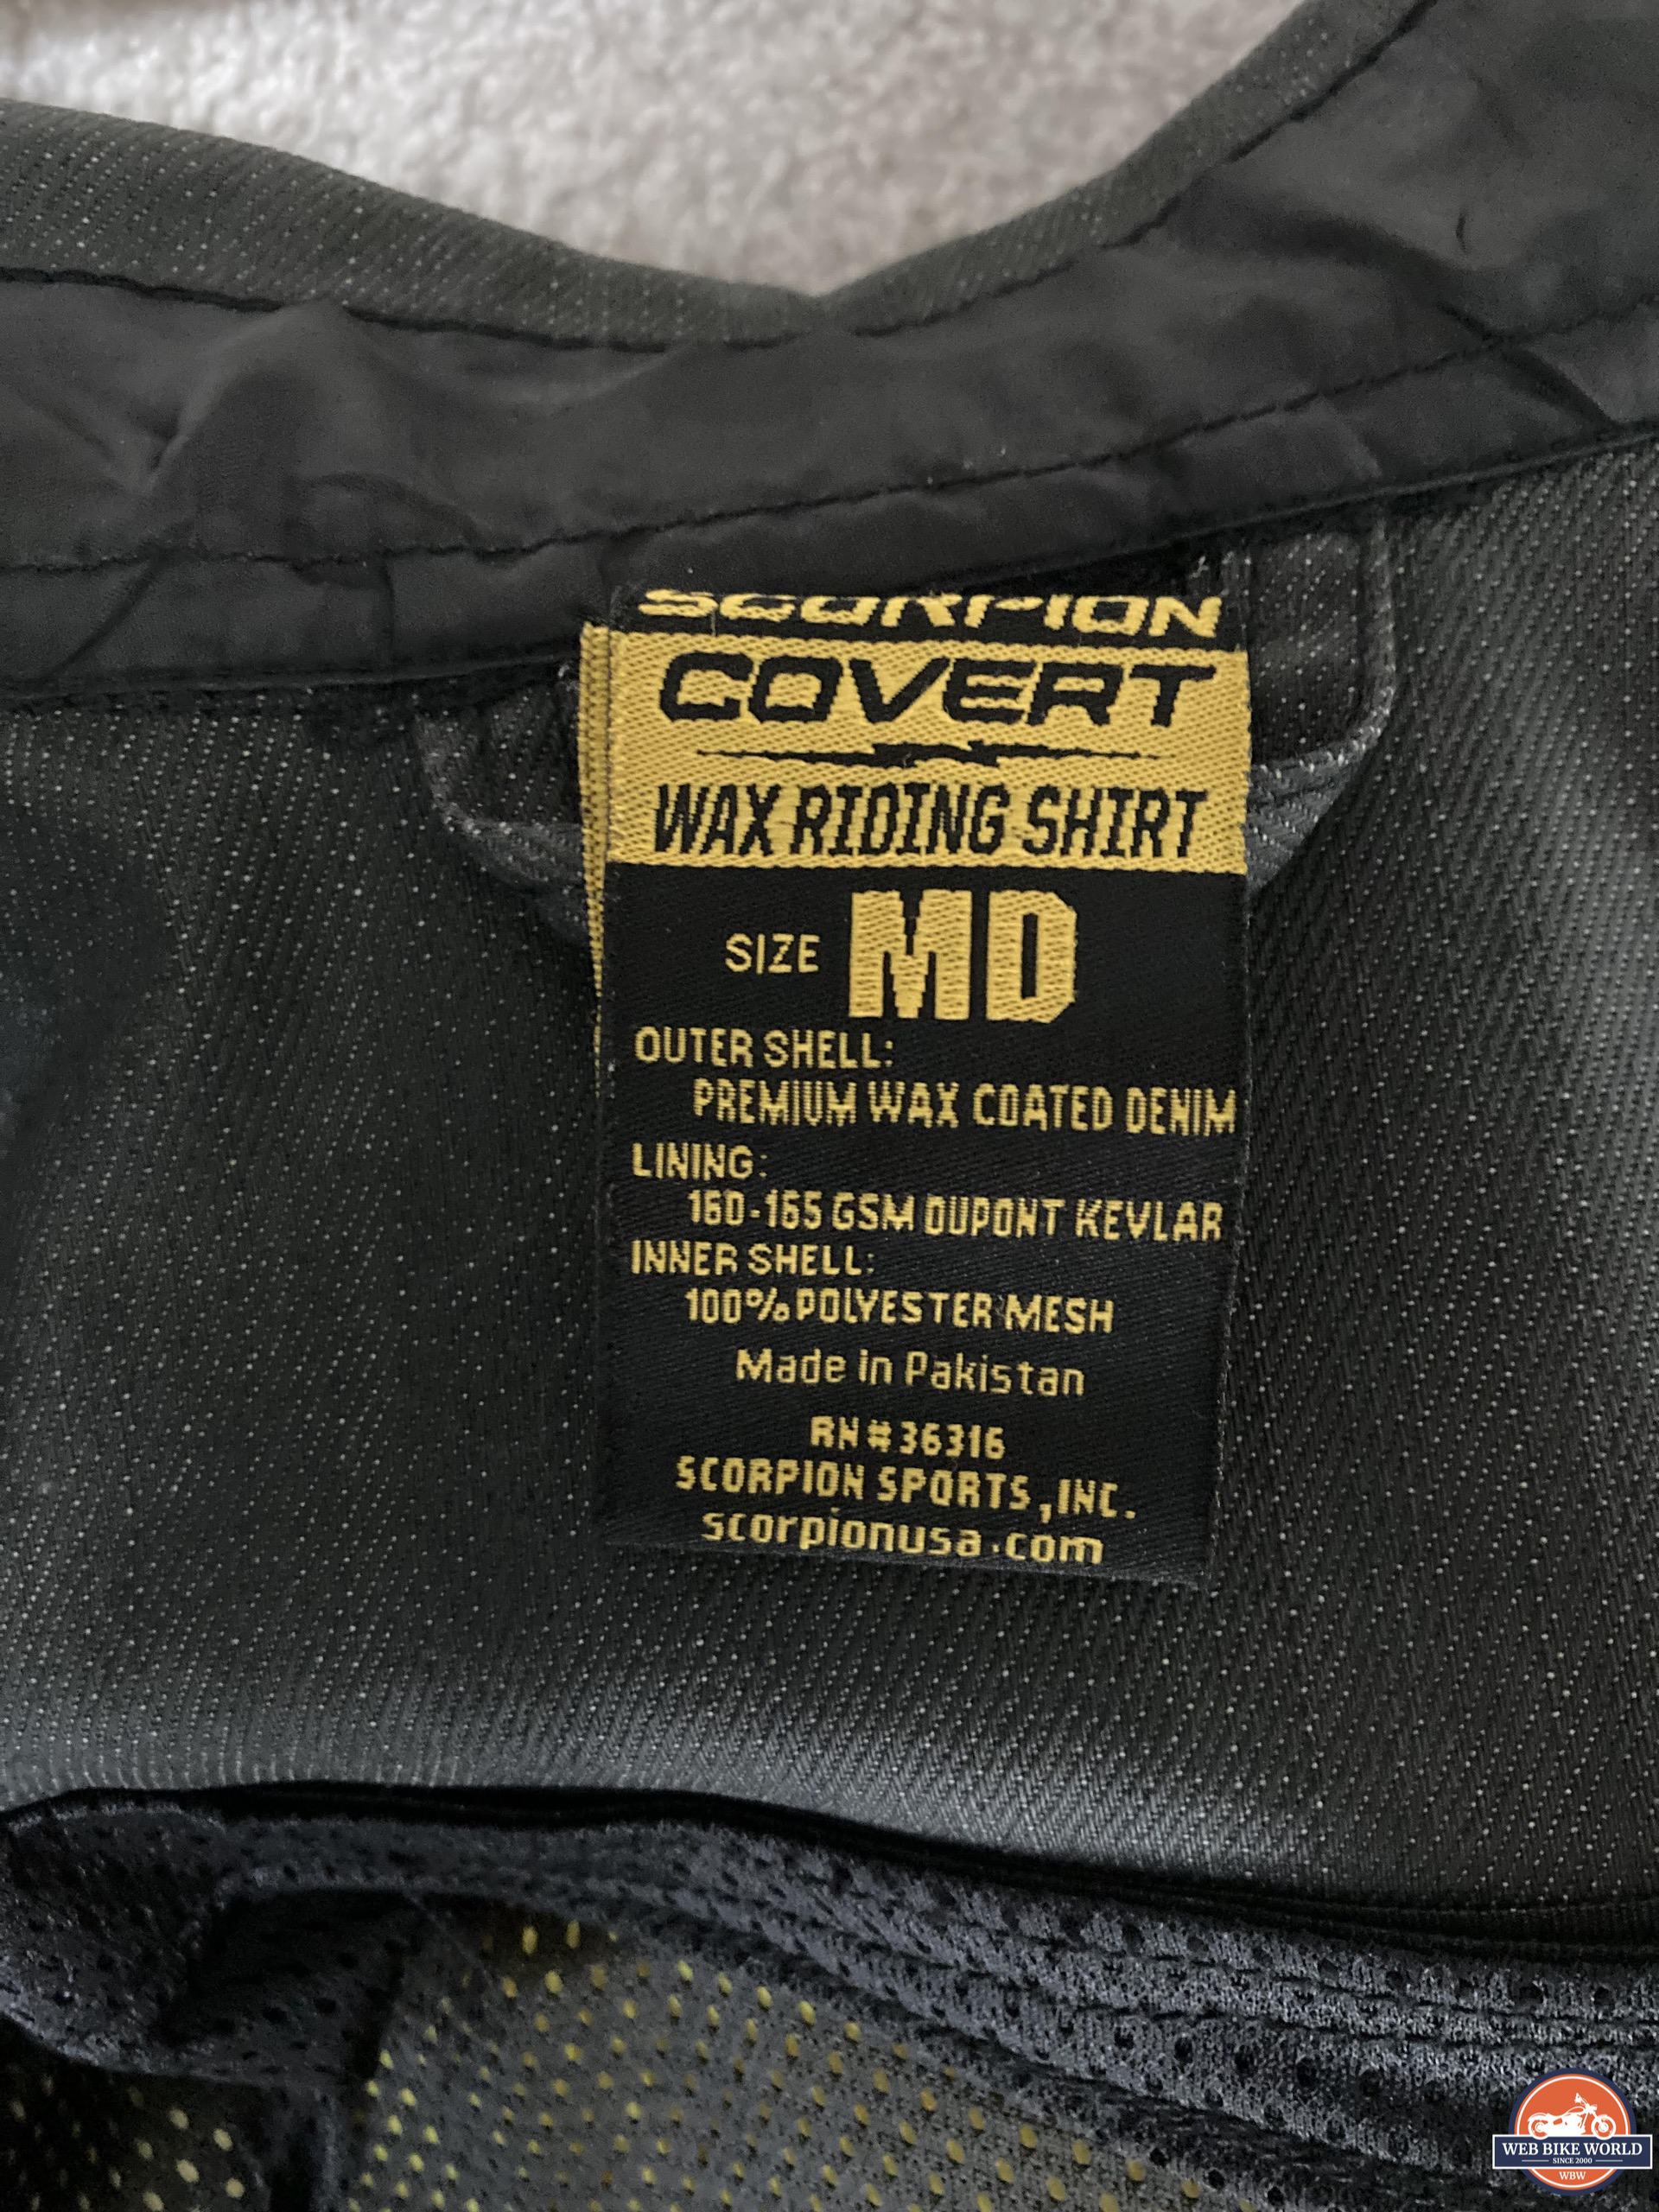 SCORPION
COVERT
WAX RIDING SHIRT
SIZE MD
OUTER SHELL:
PREMIUM WAX COATED DENIM
LINING:
160-165 GSM DUPONT KEVLAR
INNER SHELL:
100% POLYESTER MESH
Made in Pakistan
RN#36316
SCORPION SPORTS,INC.
scorpionusa.com
WEB BIKE WORLD
SINCE 2000
WBW